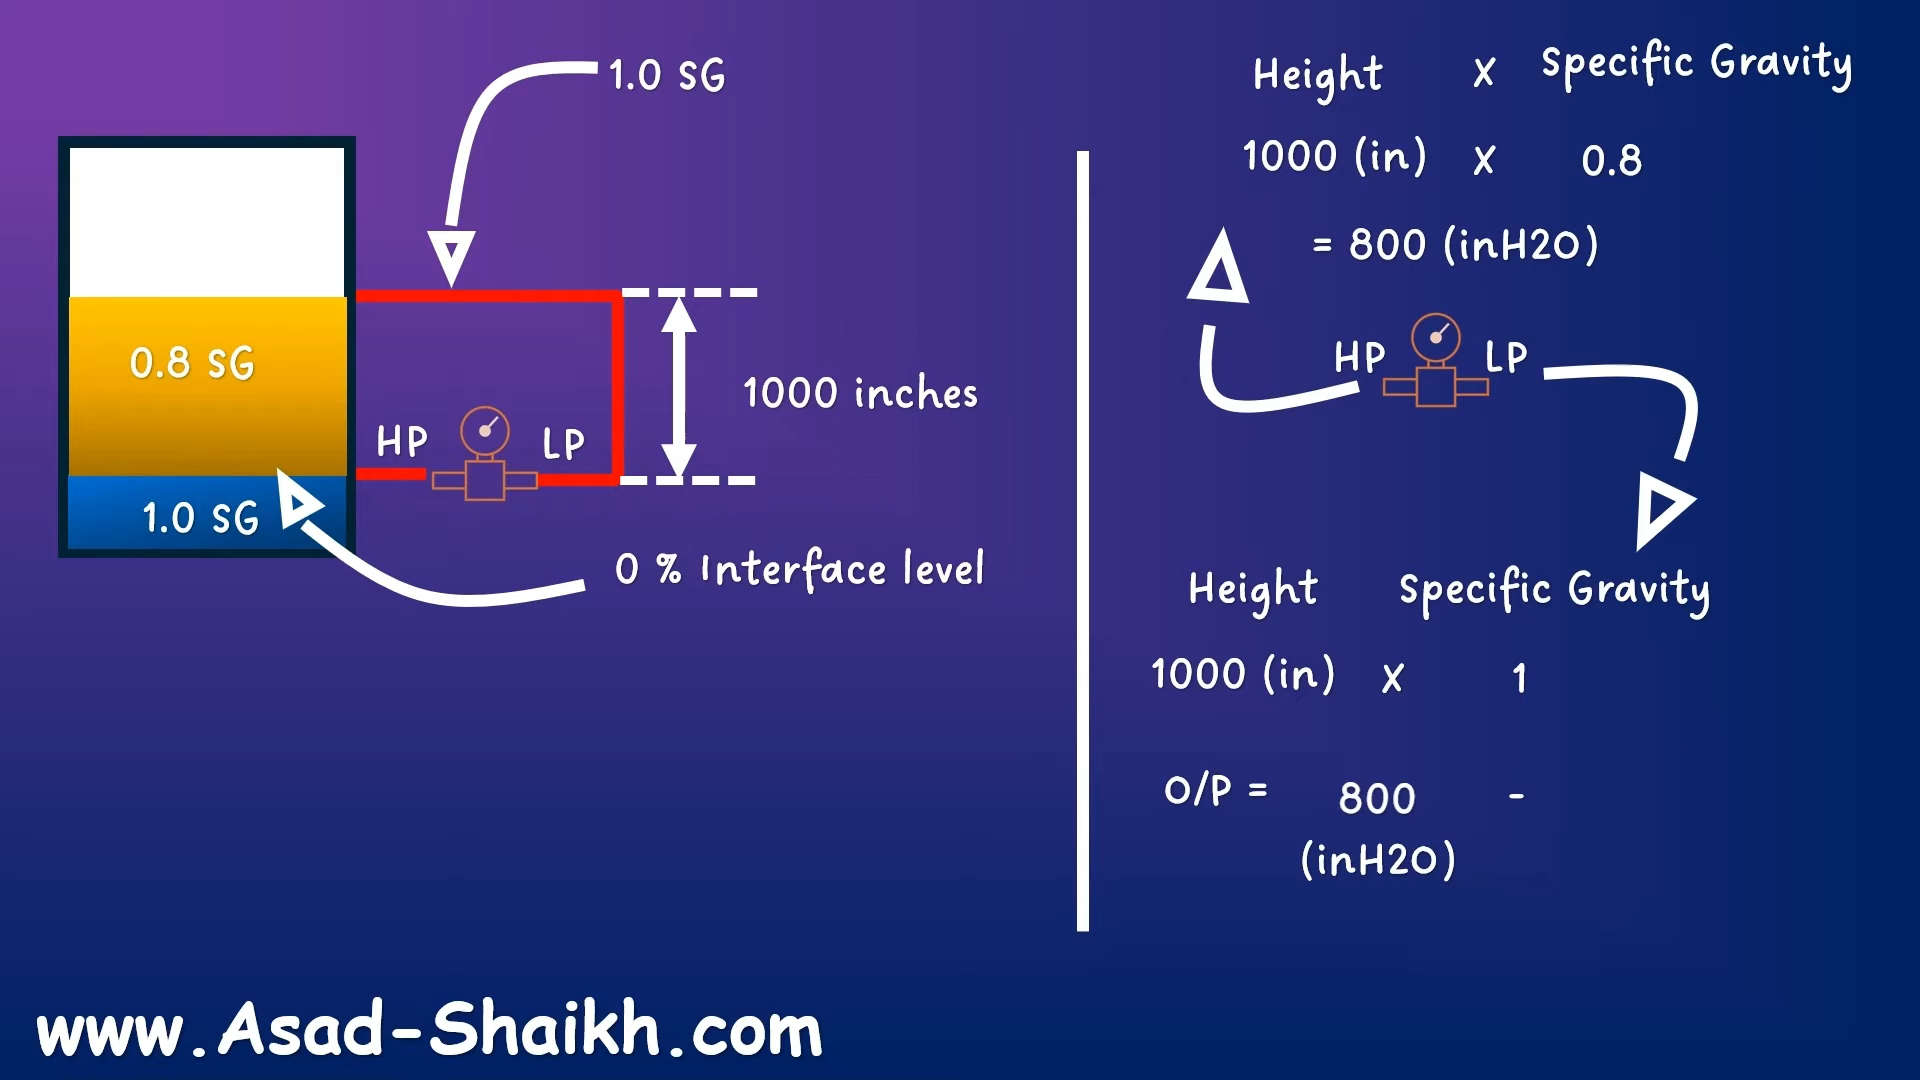 1.0 SG
0.8 SG
1000 inches
HP LP
1.0 SG
0 % Interface level
Height X Specific Gravity
1000 (in) X 0.8
= 800 (inH2O)
HP LP
Height Specific Gravity
1000 (in) X 1
O/P = 800 -
(inH2O)
www.Asad-Shaikh.com